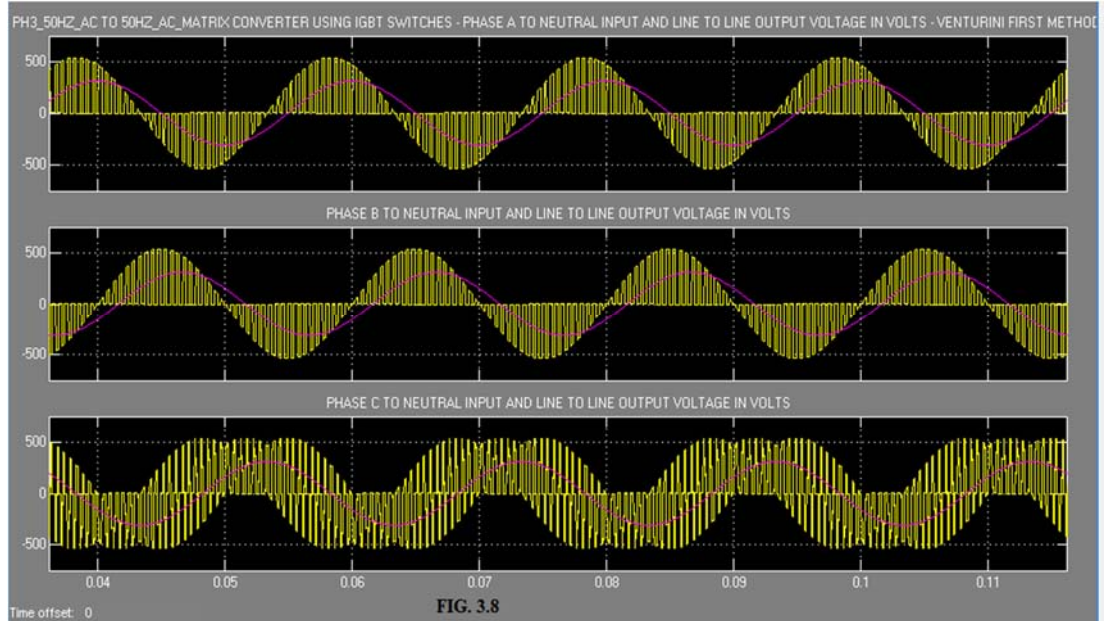 PH3_50HZ_AC TO 50HZ_AC_MATRIX CONVERTER USING IGBT SWITCHES - PHASE A TO NEUTRAL INPUT AND LINE TO LINE OUTPUT VOLTAGE IN VOLTS - VENTURINI FIRST METHOD
500
0
-500
PHASE B TO NEUTRAL INPUT AND LINE TO LINE OUTPUT VOLTAGE IN VOLTS
500
0
-500
PHASE C TO NEUTRAL INPUT AND LINE TO LINE OUTPUT VOLTAGE IN VOLTS
500
0
-500
0.04 0.05 0.06 0.07 0.08 0.09 0.1 0.11
Time offset: 0
FIG. 3.8